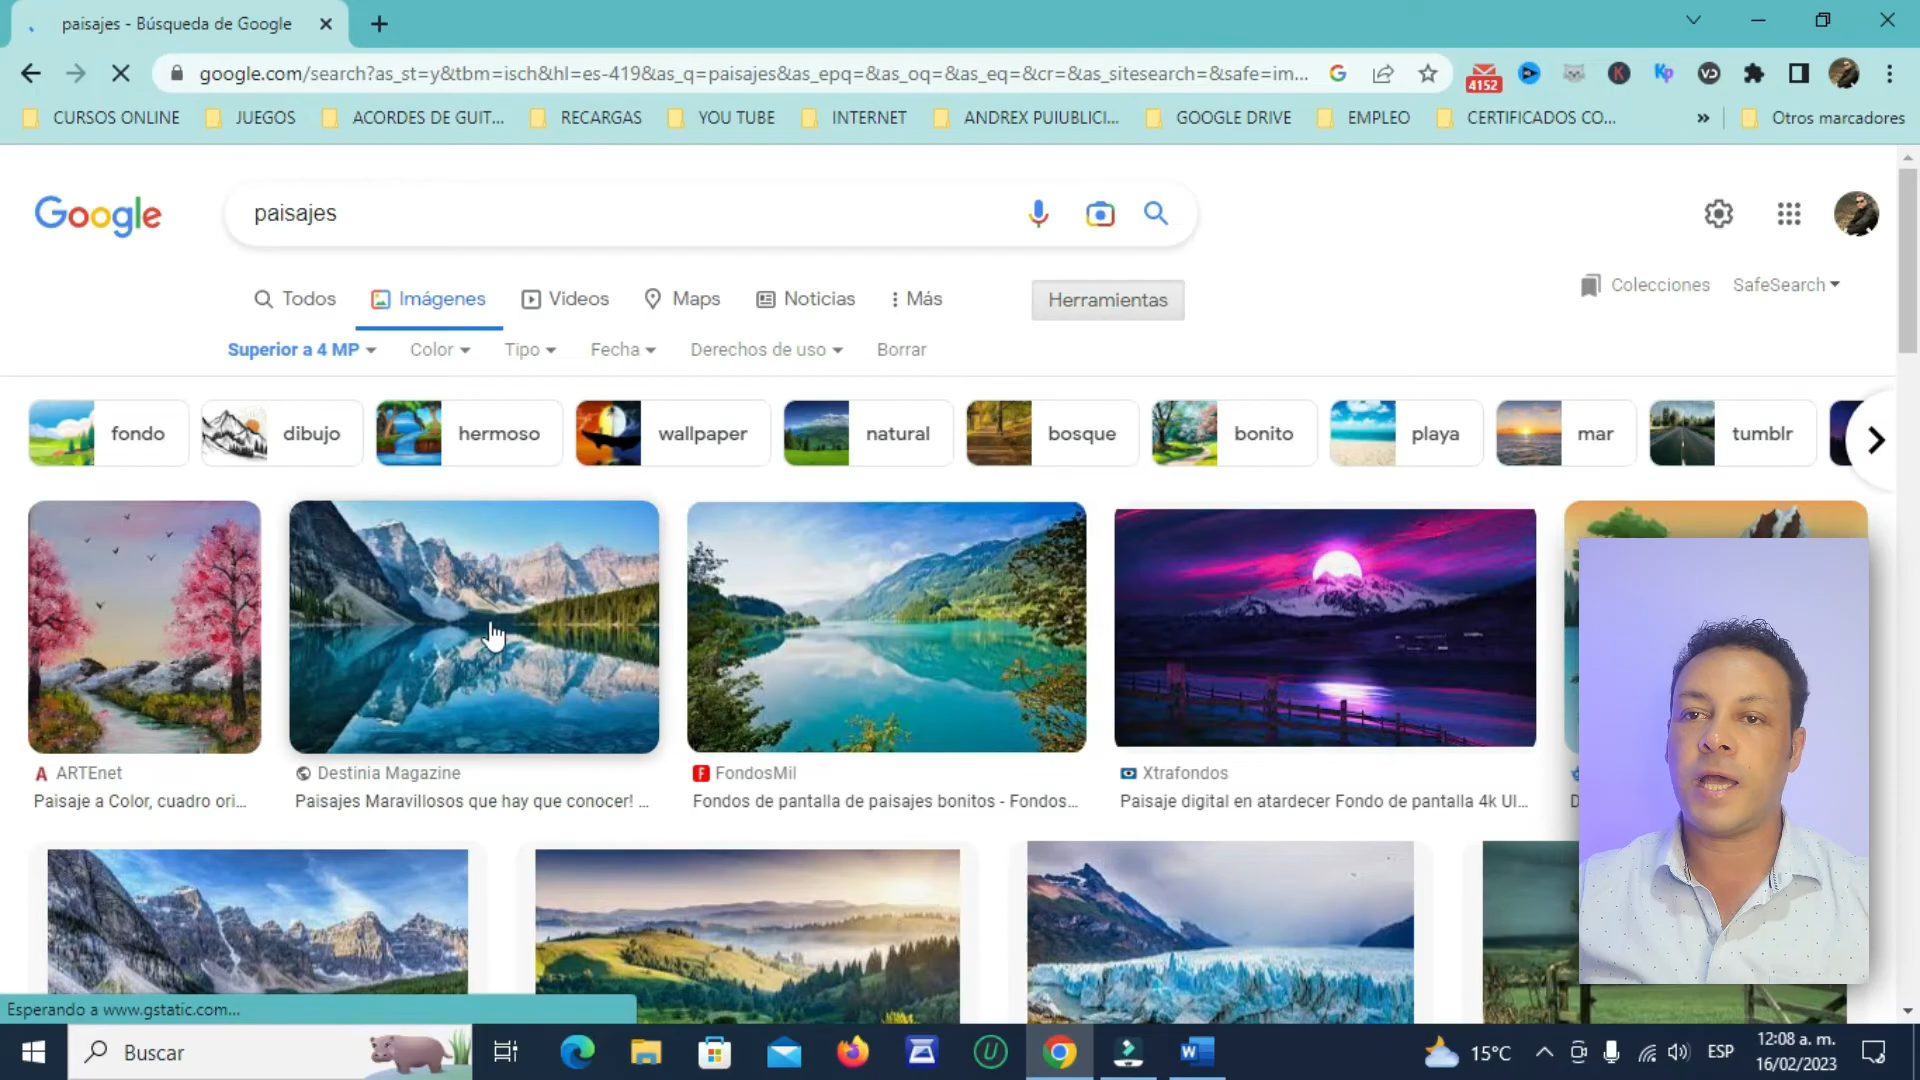 paisajes - Búsqueda de Google
google.com/search?as_st=y&tbm=isch&hl=es-419&as_q=paisajes&as_epq=&as_oq=&as_eq=&cr=&as_sitesearch=&safe=im...
4152
CURSOS ONLINE
JUEGOS
ACORDES DE GUIT...
RECARGAS
YOU TUBE
INTERNET
ANDREX PUIUBLICI...
GOOGLE DRIVE
EMPLEO
CERTIFICADOS CO...
»
Otros marcadores
Google
paisajes
Todos
Imágenes
Videos
Maps
Noticias
Más
Herramientas
Colecciones
SafeSearch
Superior a 4 MP
Color
Tipo
Fecha
Derechos de uso
Borrar
fondo
dibujo
hermoso
wallpaper
natural
bosque
bonito
playa
mar
tumblr
A ARTEnet
Paisaje a Color, cuadro ori...
Destinia Magazine
Paisajes Maravillosos que hay que conocer! ...
F FondosMil
Fondos de pantalla de paisajes bonitos - Fondos...
Xtrafondos
Paisaje digital en atardecer Fondo de pantalla 4k Ul...
Esperando a www.gstatic.com...
Buscar
15°C
ESP
12:08 a. m.
16/02/2023